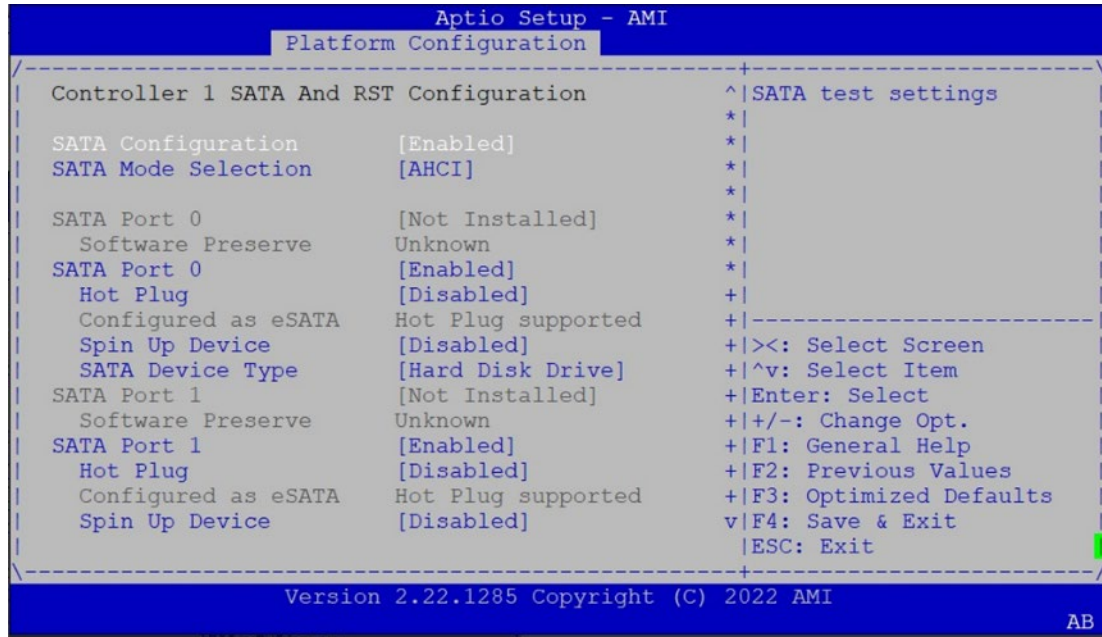 Aptio Setup - AMI
Platform Configuration
/----------------------------------------------------+-------------------------\
| Controller 1 SATA And RST Configuration ^|SATA test settings |
| *| |
| SATA Configuration [Enabled] *| |
| SATA Mode Selection [AHCI] *| |
| *| |
| SATA Port 0 [Not Installed] *| |
| Software Preserve Unknown *| |
| SATA Port 0 [Enabled] *| |
| Hot Plug [Disabled] +| |
| Configured as eSATA Hot Plug supported +|-------------------------|
| Spin Up Device [Disabled] +|><: Select Screen |
| SATA Device Type [Hard Disk Drive] +|^v: Select Item |
| SATA Port 1 [Not Installed] +|Enter: Select |
| Software Preserve Unknown +|+/-: Change Opt. |
| SATA Port 1 [Enabled] +|F1: General Help |
| Hot Plug [Disabled] +|F2: Previous Values |
| Configured as eSATA Hot Plug supported +|F3: Optimized Defaults |
| Spin Up Device [Disabled] v|F4: Save & Exit |
| |ESC: Exit
\----------------------------------------------------+-------------------------/
Version 2.22.1285 Copyright (C) 2022 AMI
AB